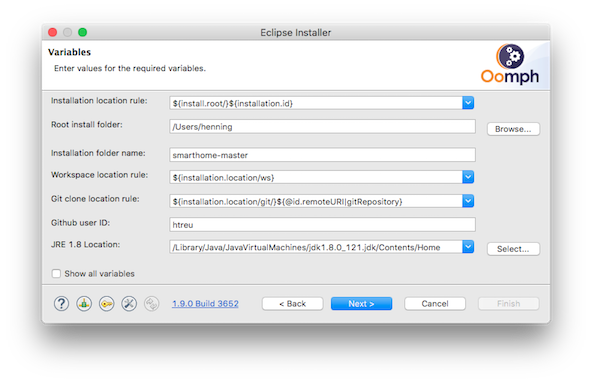 Eclipse Installer
Variables
Enter values for the required variables.
Oomph
Installation location rule: ${install.root/}${installation.id}
Root install folder: /Users/henning Browse...
Installation folder name: smarthome-master
Workspace location rule: ${installation.location/ws}
Git clone location rule: ${installation.location/git/}${@id.remoteURI|gitRepository}
Github user ID: htreu
JRE 1.8 Location: /Library/Java/JavaVirtualMachines/jdk1.8.0_121.jdk/Contents/Home Select...
Show all variables
? 1.9.0 Build 3652 < Back Next > Cancel Finish